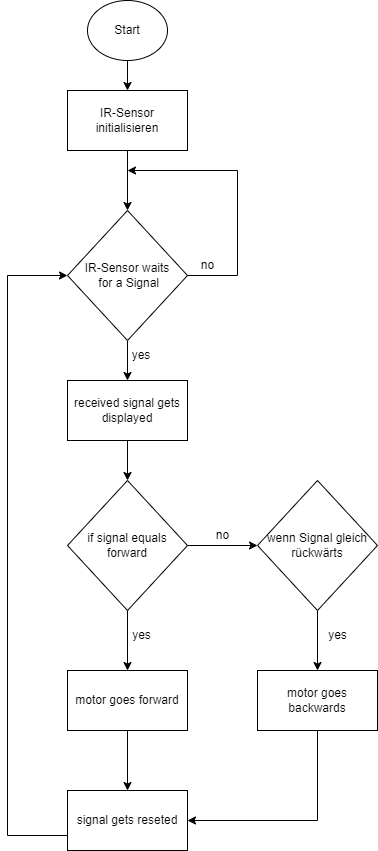 Start
IR-Sensor
initialisieren
IR-Sensor waits
for a Signal
no
yes
received signal gets
displayed
if signal equals
forward
no
wenn Signal gleich
rückwärts
yes
yes
motor goes forward
motor goes
backwards
signal gets reseted